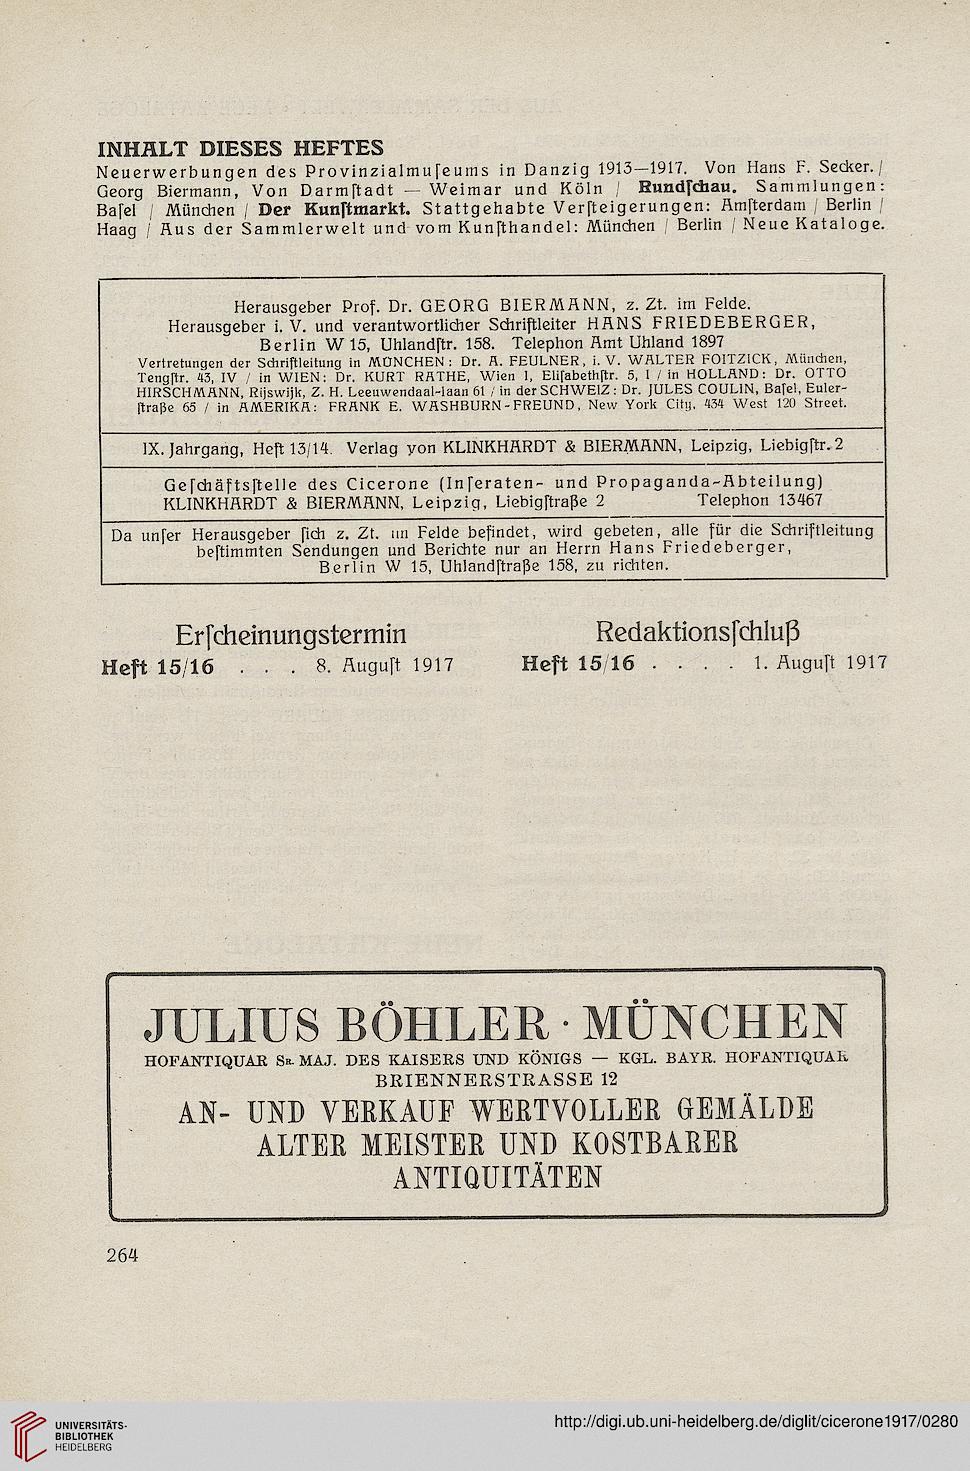 INHALT DIESES HEFTES
Neuerwerbungen des Provinzialmuſeums in Danzig 1913—1917. Von Hans F. Secker. /
Georg Biermann, Von Darmſtadt — Weimar und Köln / Rundſchau. Sammlungen:
Baſel / München / Der Kunſtmarkt. Stattgehabte Verſteigerungen: Amſterdam / Berlin /
Haag / Aus der Sammlerwelt und vom Kunſthandel: München / Berlin / Neue Kataloge.
Herausgeber Prof. Dr. GEORG BIERMANN, z. Zt. im Felde.
Herausgeber i. V. und verantwortlicher Schriftleiter HANS FRIEDEBERGER,
Berlin W 15, Uhlandſtr. 158. Telephon Amt Uhland 1897
Vertretungen der Schriftleitung in MÜNCHEN: Dr. A. FEULNER, i. V. WALTER FOITZICK, München,
Tengſtr. 43, IV / in WIEN: Dr. KURT RATHE, Wien 1, Eliſabethſtr. 5, I / in HOLLAND: Dr. OTTO
HIRSCHMANN, Rijswijk, Z. H. Leeuwendaal-laan 61 / in der SCHWEIZ: Dr. JULES COULIN, Baſel, Euler-
ſtraße 65 / in AMERIKA: FRANK E. WASHBURN-FREUND, New York City, 434 West 120 Street.
IX. Jahrgang, Heft 13/14. Verlag von KLINKHARDT & BIERMANN, Leipzig, Liebigſtr. 2
Geſchäftsſtelle des Cicerone (Inſeraten- und Propaganda-Abteilung)
KLINKHARDT & BIERMANN, Leipzig, Liebigſtraße 2 Telephon 13467
Da unſer Herausgeber ſich z. Zt. im Felde befindet, wird gebeten, alle für die Schriftleitung
beſtimmten Sendungen und Berichte nur an Herrn Hans Friedeberger,
Berlin W 15, Uhlandſtraße 158, zu richten.
Erſcheinungstermin
Heft 15/16 . . . 8. Auguſt 1917
Redaktionsſchluß
Heft 15/16 . . . . 1. Auguſt 1917
JULIUS BÖHLER · MÜNCHEN
HOFANTIQUAR SR. MAJ. DES KAISERS UND KÖNIGS — KGL. BAYR. HOFANTIQUAR
BRIENNERSTRASSE 12
AN- UND VERKAUF WERTVOLLER GEMÄLDE
ALTER MEISTER UND KOSTBARER
ANTIQUITÄTEN
264
UNIVERSITÄTS-
BIBLIOTHEK
HEIDELBERG
http://digi.ub.uni-heidelberg.de/diglit/cicerone1917/0280